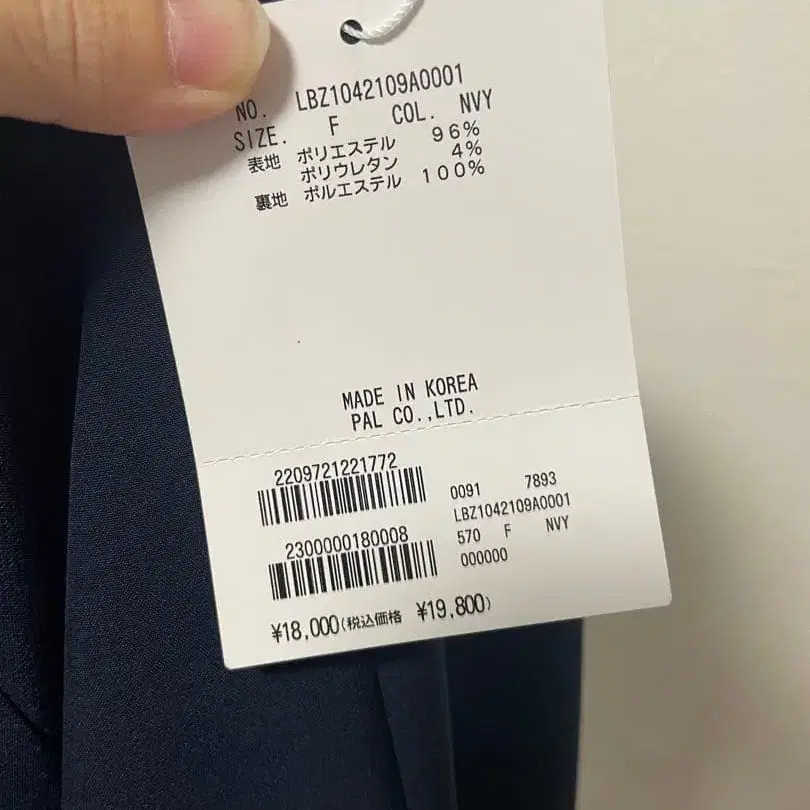 NO. LBZ1042109A0001
SIZE. F COL. NVY
表地 ポリエステル 96%
ポリウレタン 4%
裏地 ポルエステル 100%
MADE IN KOREA
PAL CO.,LTD.
2209721221772
0091 7893
LBZ1042109A0001
570 F NVY
000000
2300000180008
¥18,000(税込価格 ¥19,800)